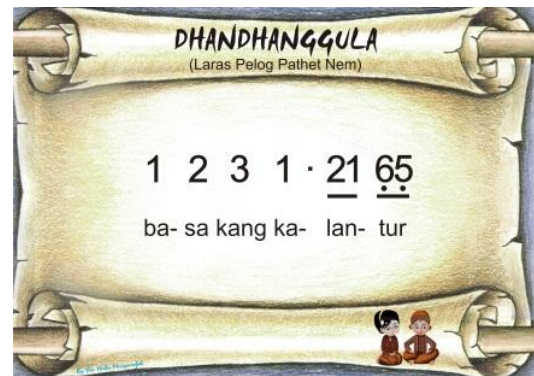 DHANDHANGGULA
(Laras Pelog Pathet Nem)
1 2 3 1 · 21 65
ba- sa kang ka- lan- tur